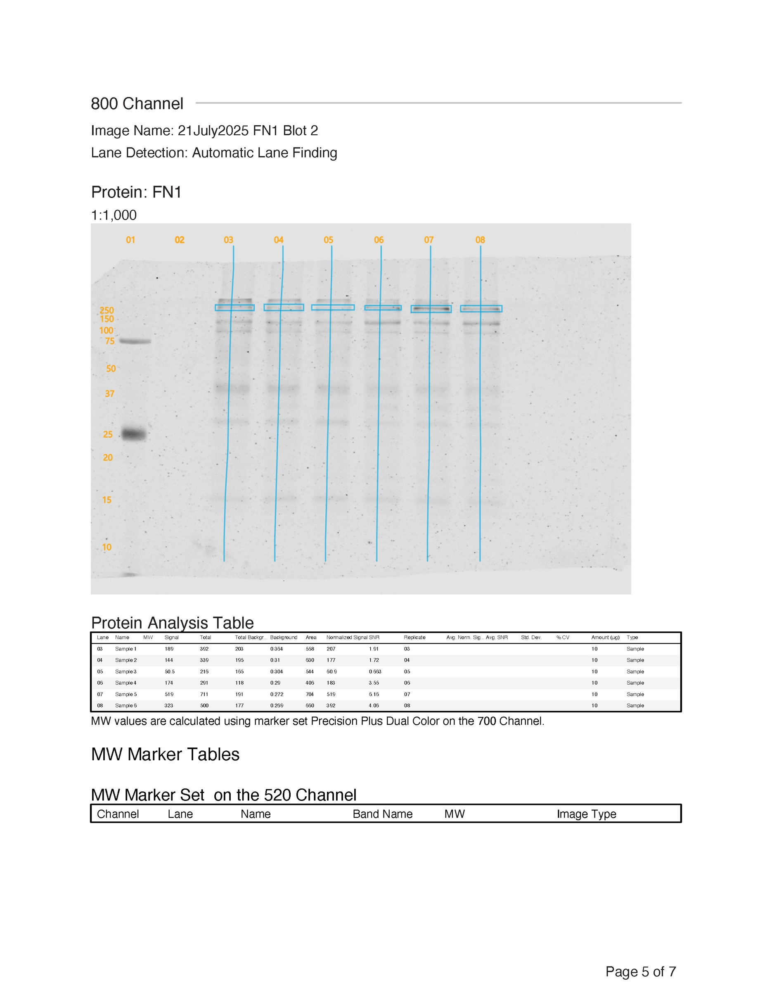 800 Channel
Image Name: 21July2025 FN1 Blot 2
Lane Detection: Automatic Lane Finding
Protein: FN1
1:1,000
01 02 03 04 05 06 07 08
250
150
100
75
50
37
25
20
15
10
Protein Analysis Table
Lane Name MW Signal Total Total Backgr... Background Area Normalized Signal SNR Replicate Avg. Norm. Sig... Avg. SNR Std. Dev. % CV Amount (µg) Type
03 Sample 1 189 392 203 0.364 558 207 1.91 03 10 Sample
04 Sample 2 144 339 195 0.31 630 177 1.72 04 10 Sample
05 Sample 3 50.5 216 165 0.304 544 60.9 0.663 05 10 Sample
06 Sample 4 174 291 118 0.29 406 183 3.55 06 10 Sample
07 Sample 5 519 711 191 0.272 704 519 6.16 07 10 Sample
08 Sample 6 323 500 177 0.269 660 392 4.06 08 10 Sample
MW values are calculated using marker set Precision Plus Dual Color on the 700 Channel.
MW Marker Tables
MW Marker Set on the 520 Channel
Channel Lane Name Band Name MW Image Type
Page 5 of 7